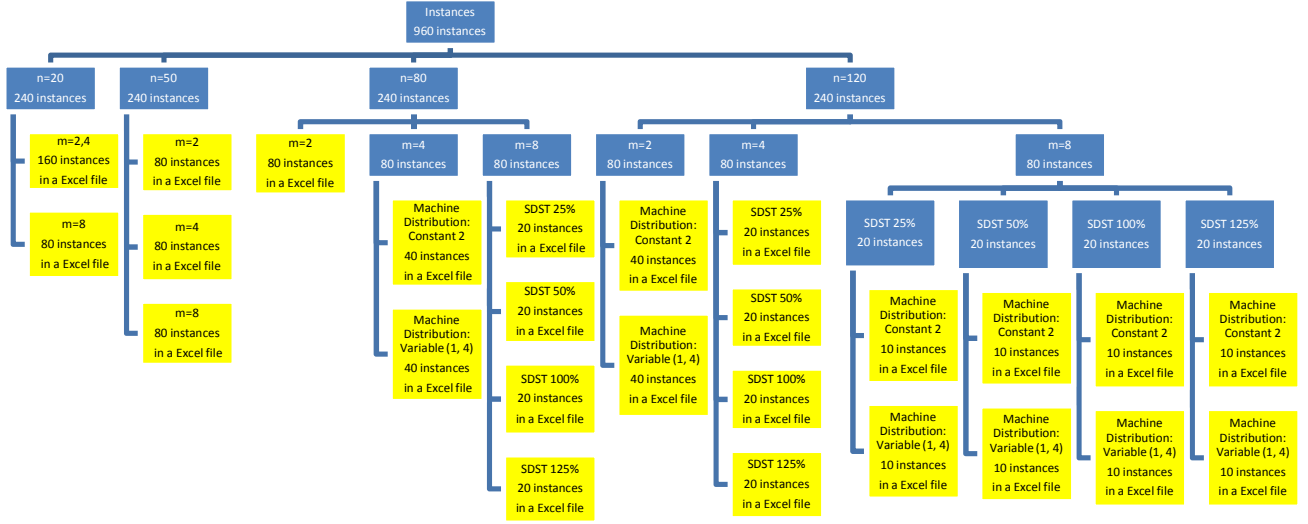 Instances
960 instances
n=20
240 instances
m=2,4
160 instances
in a Excel file
m=8
80 instances
in a Excel file
n=50
240 instances
m=2
80 instances
in a Excel file
m=4
80 instances
in a Excel file
m=8
80 instances
in a Excel file
n=80
240 instances
m=2
80 instances
in a Excel file
m=4
80 instances
Machine
Distribution:
Constant 2
40 instances
in a Excel file
Machine
Distribution:
Variable (1, 4)
40 instances
in a Excel file
m=8
80 instances
SDST 25%
20 instances
in a Excel file
SDST 50%
20 instances
in a Excel file
SDST 100%
20 instances
in a Excel file
SDST 125%
20 instances
in a Excel file
n=120
240 instances
m=2
80 instances
Machine
Distribution:
Constant 2
40 instances
in a Excel file
Machine
Distribution:
Variable (1, 4)
40 instances
in a Excel file
m=4
80 instances
SDST 25%
20 instances
in a Excel file
SDST 50%
20 instances
in a Excel file
SDST 100%
20 instances
in a Excel file
SDST 125%
20 instances
in a Excel file
m=8
80 instances
SDST 25%
20 instances
Machine
Distribution:
Constant 2
10 instances
in a Excel file
Machine
Distribution:
Variable (1, 4)
10 instances
in a Excel file
SDST 50%
20 instances
Machine
Distribution:
Constant 2
10 instances
in a Excel file
Machine
Distribution:
Variable (1, 4)
10 instances
in a Excel file
SDST 100%
20 instances
Machine
Distribution:
Constant 2
10 instances
in a Excel file
Machine
Distribution:
Variable (1, 4)
10 instances
in a Excel file
SDST 125%
20 instances
Machine
Distribution:
Constant 2
10 instances
in a Excel file
Machine
Distribution:
Variable (1, 4)
10 instances
in a Excel file